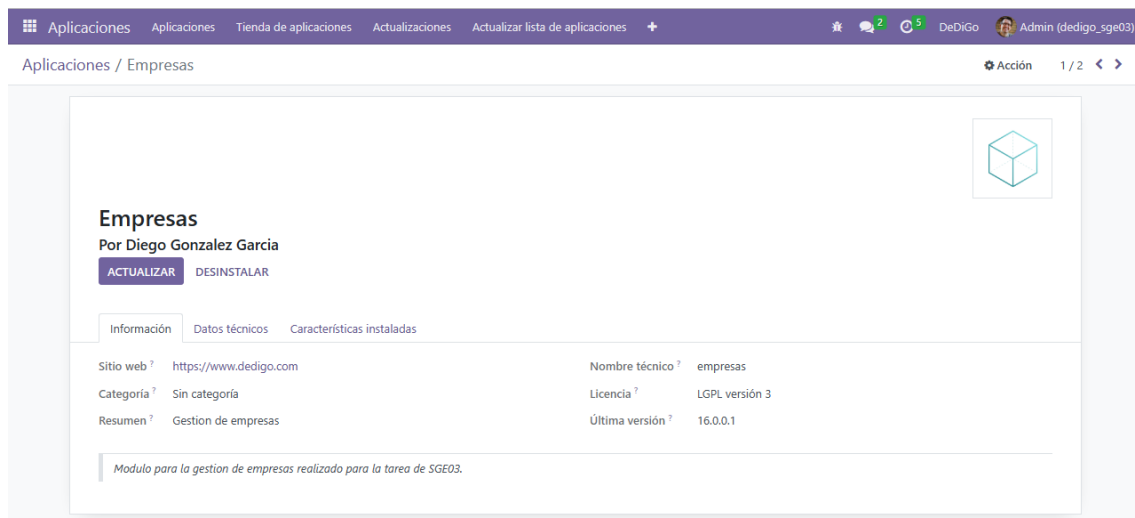 Aplicaciones Aplicaciones Tienda de aplicaciones Actualizaciones Actualizar lista de aplicaciones + 2 5 DeDiGo Admin (dedigo_sge03)
Aplicaciones / Empresas Acción 1 / 2
Empresas
Por Diego Gonzalez Garcia
ACTUALIZAR DESINSTALAR
Información Datos técnicos Características instaladas
Sitio web ? https://www.dedigo.com Nombre técnico ? empresas
Categoría ? Sin categoría Licencia ? LGPL versión 3
Resumen ? Gestion de empresas Última versión ? 16.0.0.1
Modulo para la gestion de empresas realizado para la tarea de SGE03.